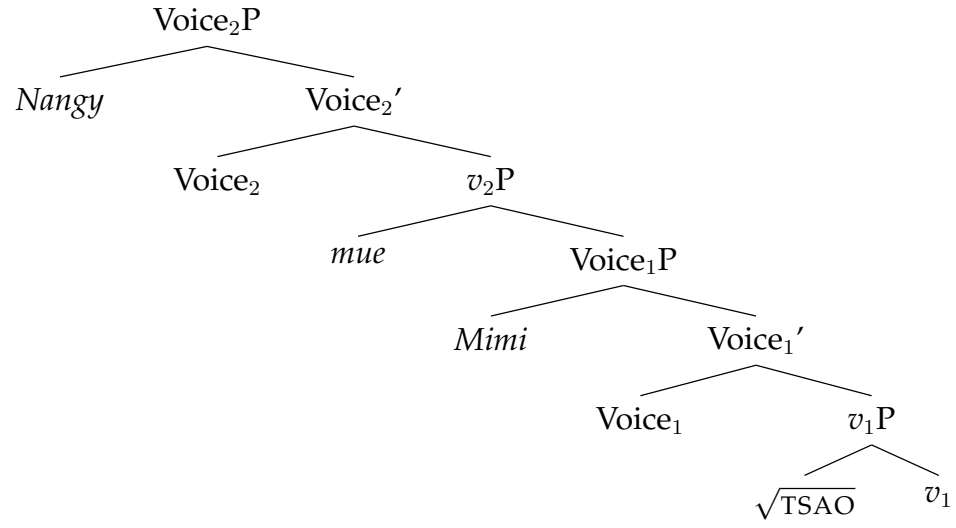 Voice₂P
Nangy Voice₂'
Voice₂ v₂P
mue Voice₁P
Mimi Voice₁'
Voice₁ v₁P
√TSAO v₁